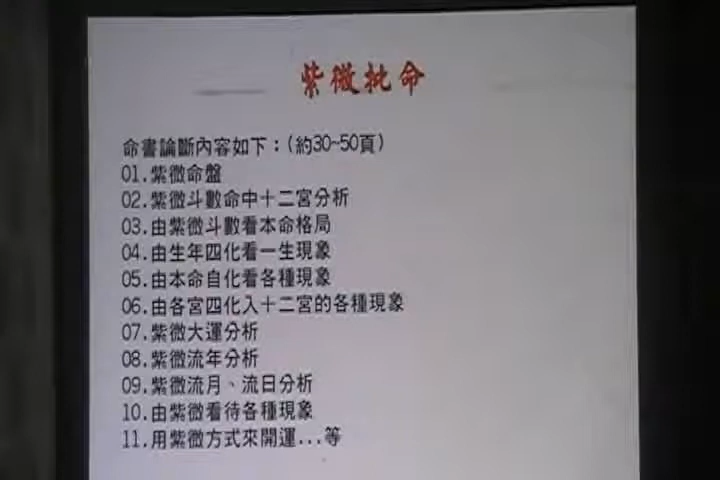 紫微批命
命書論斷內容如下：(約30~50頁)
01.紫微命盤
02.紫微斗數命中十二宮分析
03.由紫微斗數看本命格局
04.由生年四化看一生現象
05.由本命自化看各種現象
06.由各宮四化入十二宮的各種現象
07.紫微大運分析
08.紫微流年分析
09.紫微流月、流日分析
10.由紫微看待各種現象
11.用紫微方式來開運...等